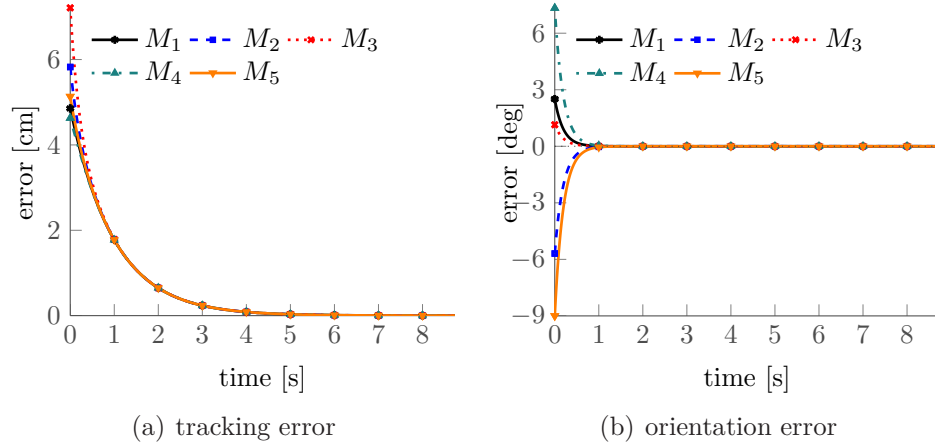 M1 M2 M3
M4 M5
6
4
2
0
error [cm]
0 1 2 3 4 5 6 7 8
time [s]
(a) tracking error
M1 M2 M3
M4 M5
6
3
0
−3
−6
−9
error [deg]
0 1 2 3 4 5 6 7 8
time [s]
(b) orientation error